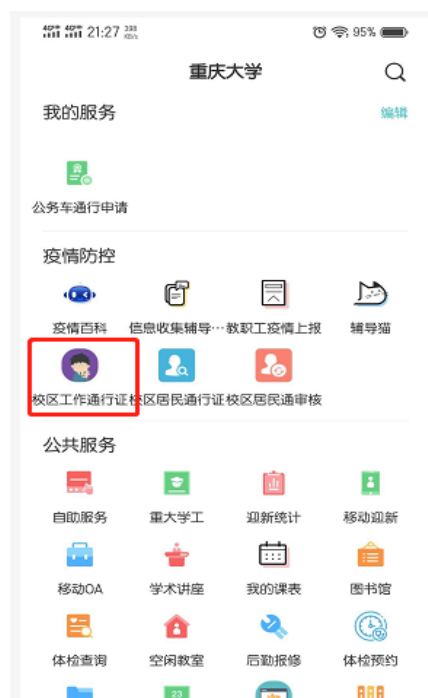 21:27
95%
重庆大学
我的服务 编辑
公务车通行申请
疫情防控
疫情百科 信息收集辅导… 教职工疫情上报 辅导猫
校区工作通行证 校区居民通行证 校区居民通审核
公共服务
自助服务 重大学工 迎新统计 移动迎新
移动OA 学术讲座 我的课表 图书馆
体检查询 空闲教室 后勤报修 体检预约
23